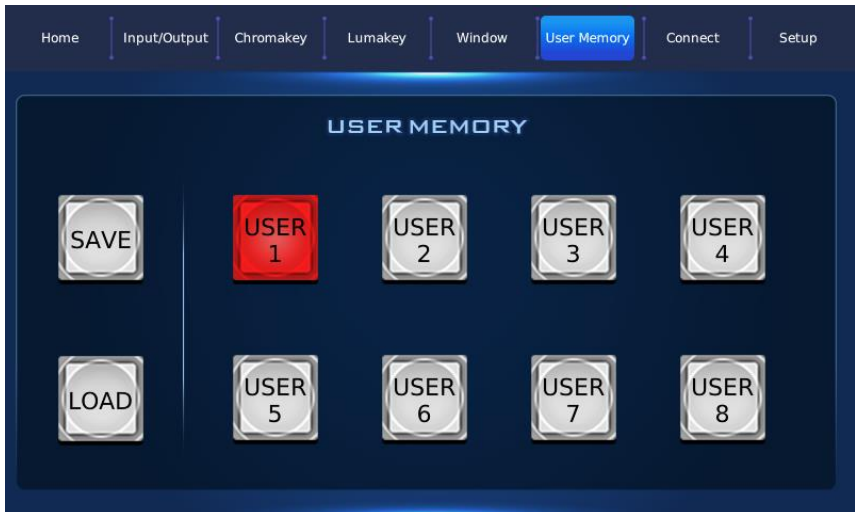 Home Input/Output Chromakey Lumakey Window User Memory Connect Setup
USER MEMORY
SAVE
USER
1
USER
2
USER
3
USER
4
LOAD
USER
5
USER
6
USER
7
USER
8